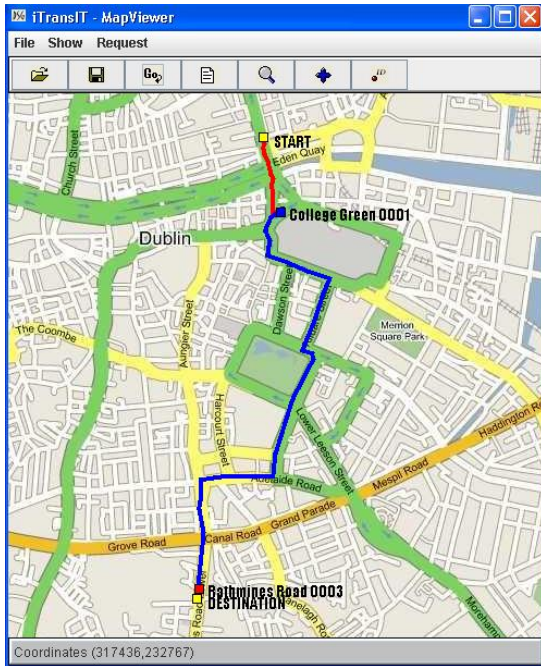 iTransIT - MapViewer
File Show Request
Go
ID
START
Eden Quay
Church Street
College Green 0001
Dublin
Dawson Street
Merrion
Square Park
The Coombe
Aungier Street
Harcourt Street
Lower Leeson Street
Haddington
Adelaide Road
Mespil Road
Grand Parade
Canal Road
Grove Road
Rathmines Road 0003
DESTINATION
Coordinates (317436,232767)